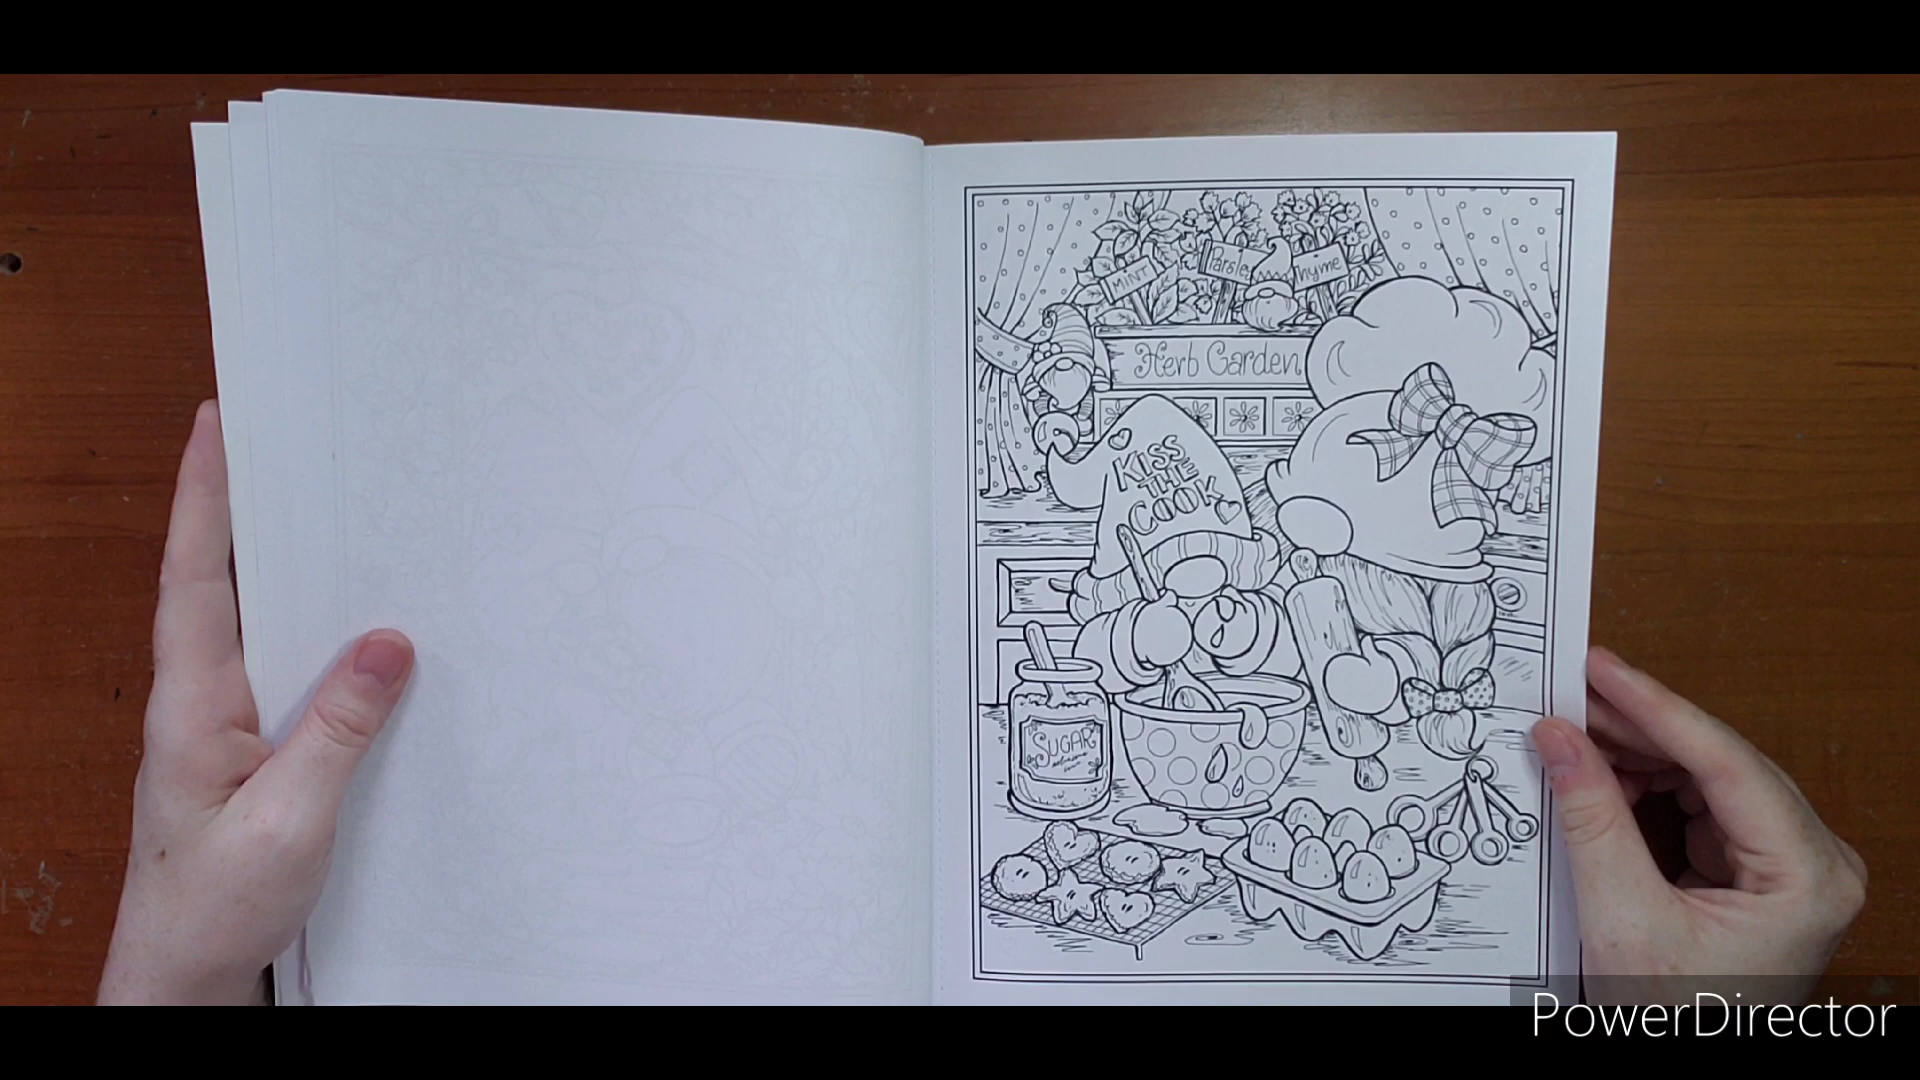 MINT
Parsley
Thyme
Herb Garden
KISS
THE
COOK
SUGAR
PowerDirector